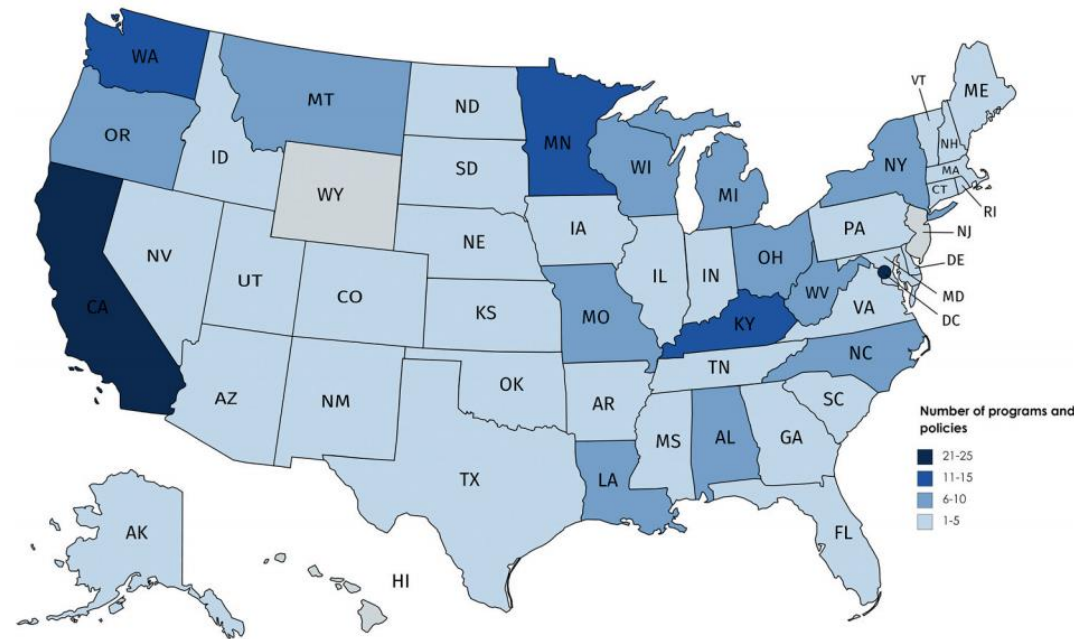 WA
MT
ND
MN
OR
ID
SD
WI
MI
NY
VT
ME
NH
MA
CT
RI
WY
NE
IA
PA
NJ
NV
UT
CO
KS
IL
IN
OH
WV
DE
MD
DC
VA
CA
MO
KY
NC
TN
AZ
NM
OK
AR
SC
MS
AL
GA
TX
LA
FL
AK
HI
Number of programs and
policies
21-25
11-15
6-10
1-5